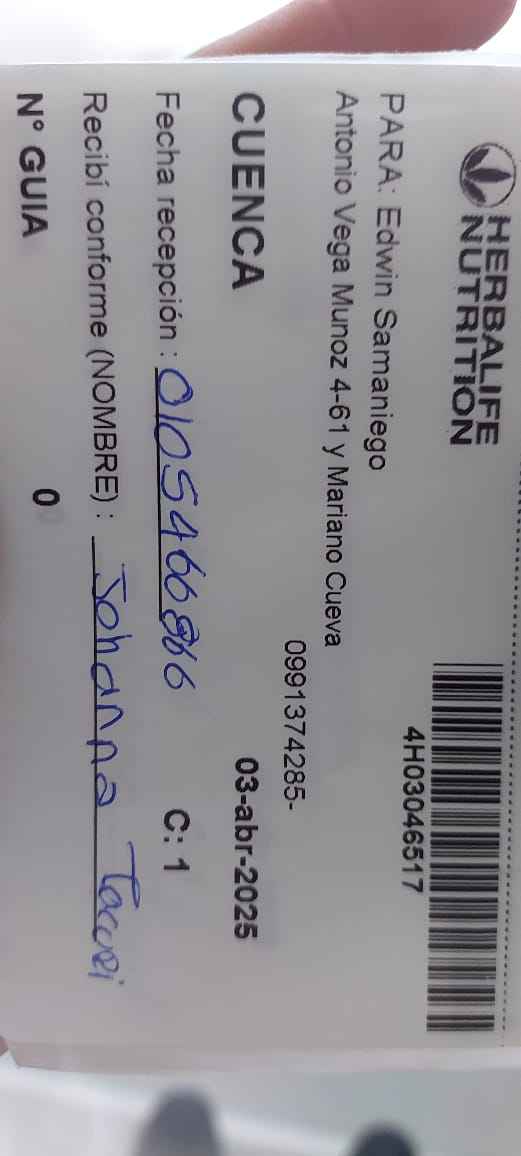 HERBALIFE
NUTRITION
4H03046517
PARA: Edwin Samaniego
Antonio Vega Munoz 4-61 y Mariano Cueva
0991374285-
CUENCA 03-abr-2025
Fecha recepción : C: 1
Recibí conforme (NOMBRE) : Johanna Tacuri
N° GUIA 0